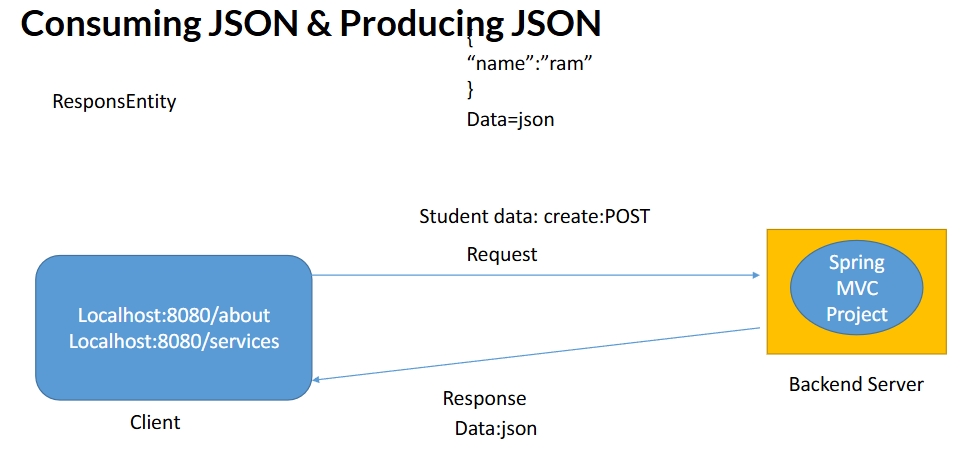 Consuming JSON & Producing JSON
{
“name”:”ram”
}
ResponsEntity
Data=json
Student data: create:POST
Request
Spring
MVC
Project
Localhost:8080/about
Localhost:8080/services
Backend Server
Response
Client
Data:json